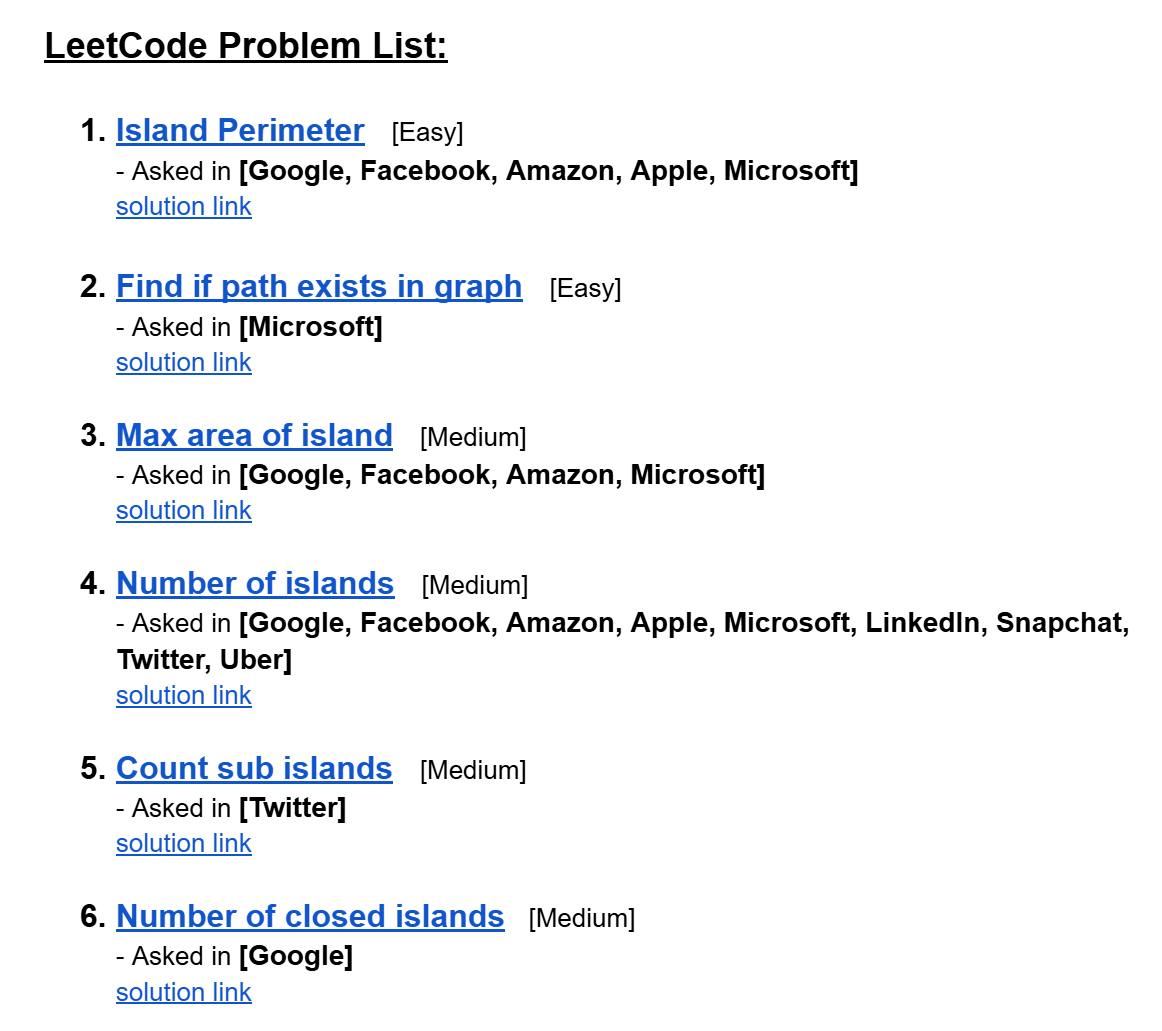 LeetCode Problem List:
1. Island Perimeter [Easy]
- Asked in [Google, Facebook, Amazon, Apple, Microsoft]
solution link
2. Find if path exists in graph [Easy]
- Asked in [Microsoft]
solution link
3. Max area of island [Medium]
- Asked in [Google, Facebook, Amazon, Microsoft]
solution link
4. Number of islands [Medium]
- Asked in [Google, Facebook, Amazon, Apple, Microsoft, LinkedIn, Snapchat,
Twitter, Uber]
solution link
5. Count sub islands [Medium]
- Asked in [Twitter]
solution link
6. Number of closed islands [Medium]
- Asked in [Google]
solution link